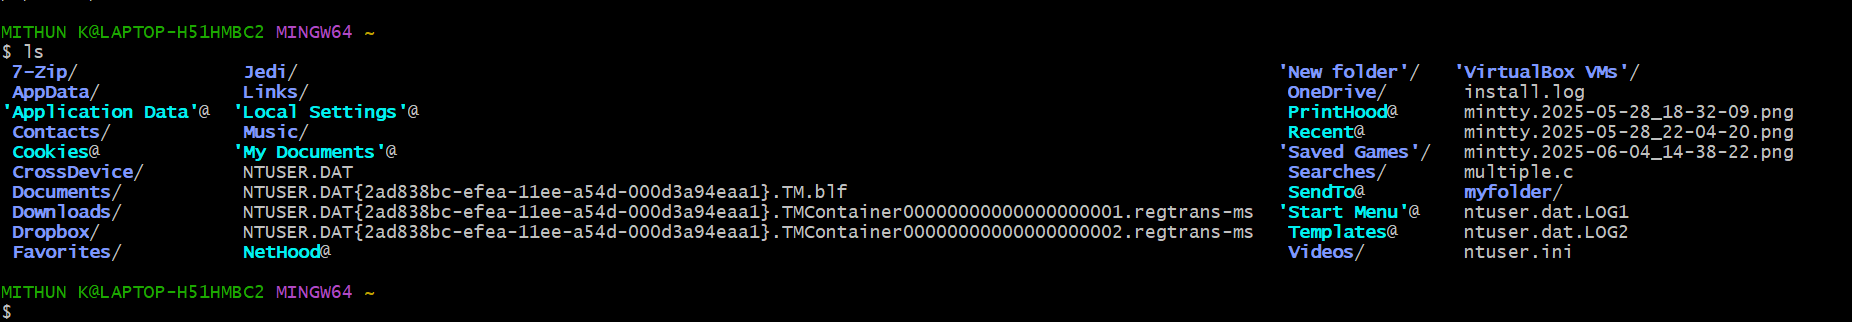 MITHUN K@LAPTOP-H51HMBC2 MINGW64 ~
$ ls
7-Zip/ Jedi/ 'New folder'/ 'VirtualBox VMs'/
AppData/ Links/ OneDrive/ install.log
'Application Data'@ 'Local Settings'@ PrintHood@ mintty.2025-05-28_18-32-09.png
Contacts/ Music/ Recent@ mintty.2025-05-28_22-04-20.png
Cookies@ 'My Documents'@ 'Saved Games'/ mintty.2025-06-04_14-38-22.png
CrossDevice/ NTUSER.DAT Searches/ multiple.c
Documents/ NTUSER.DAT{2ad838bc-efea-11ee-a54d-000d3a94eaa1}.TM.blf SendTo@ myfolder/
Downloads/ NTUSER.DAT{2ad838bc-efea-11ee-a54d-000d3a94eaa1}.TMContainer00000000000000000001.regtrans-ms 'Start Menu'@ ntuser.dat.LOG1
Dropbox/ NTUSER.DAT{2ad838bc-efea-11ee-a54d-000d3a94eaa1}.TMContainer00000000000000000002.regtrans-ms Templates@ ntuser.dat.LOG2
Favorites/ NetHood@ Videos/ ntuser.ini
MITHUN K@LAPTOP-H51HMBC2 MINGW64 ~
$